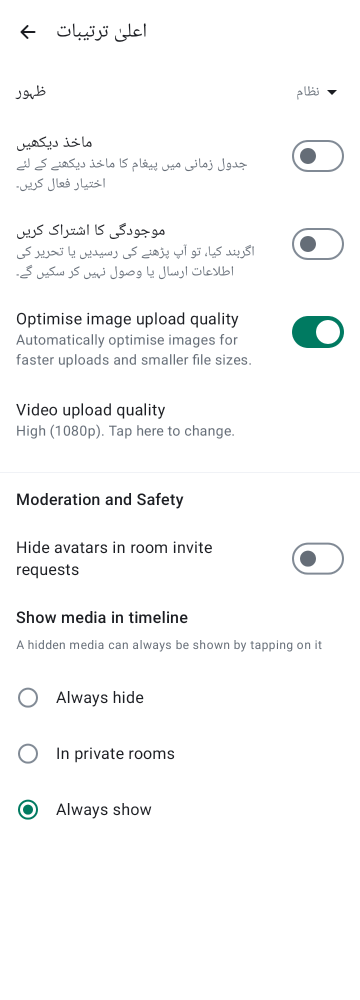 اعلیٰ ترتیبات
ظہور
نظام
ماخذ دیکھیں
جدول زمانی میں پیغام کا ماخذ دیکھنے کے لئے
اختیار فعال کریں۔
موجودگی کا اشتراک کریں
اگربند کیا، تو آپ پڑھنے کی رسیدیں یا تحریر کی
اطلاعات ارسال یا وصول نہیں کر سکیں گے۔
Optimise image upload quality
Automatically optimise images for
faster uploads and smaller file sizes.
Video upload quality
High (1080p). Tap here to change.
Moderation and Safety
Hide avatars in room invite
requests
Show media in timeline
A hidden media can always be shown by tapping on it
Always hide
In private rooms
Always show